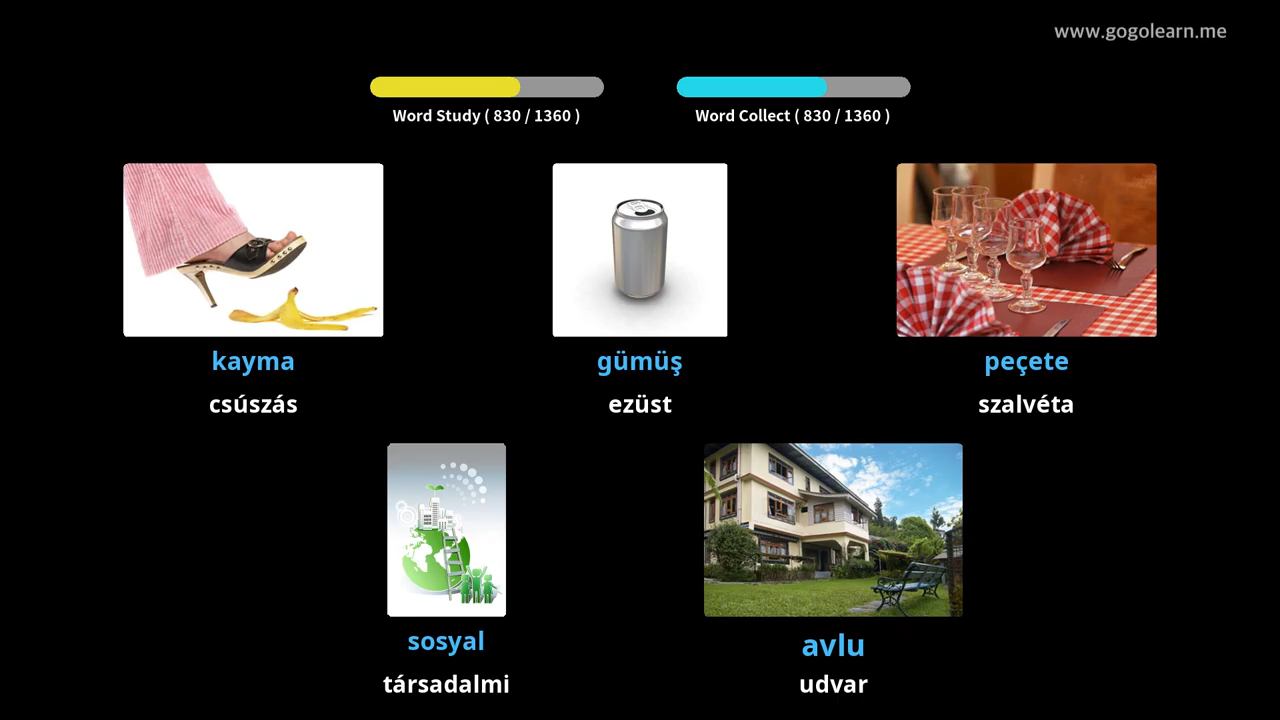 www.gogolearn.me
Word Study ( 830 / 1360 )
Word Collect ( 830 / 1360 )
kayma
csúszás
gümüş
ezüst
peçete
szalvéta
sosyal
társadalmi
avlu
udvar